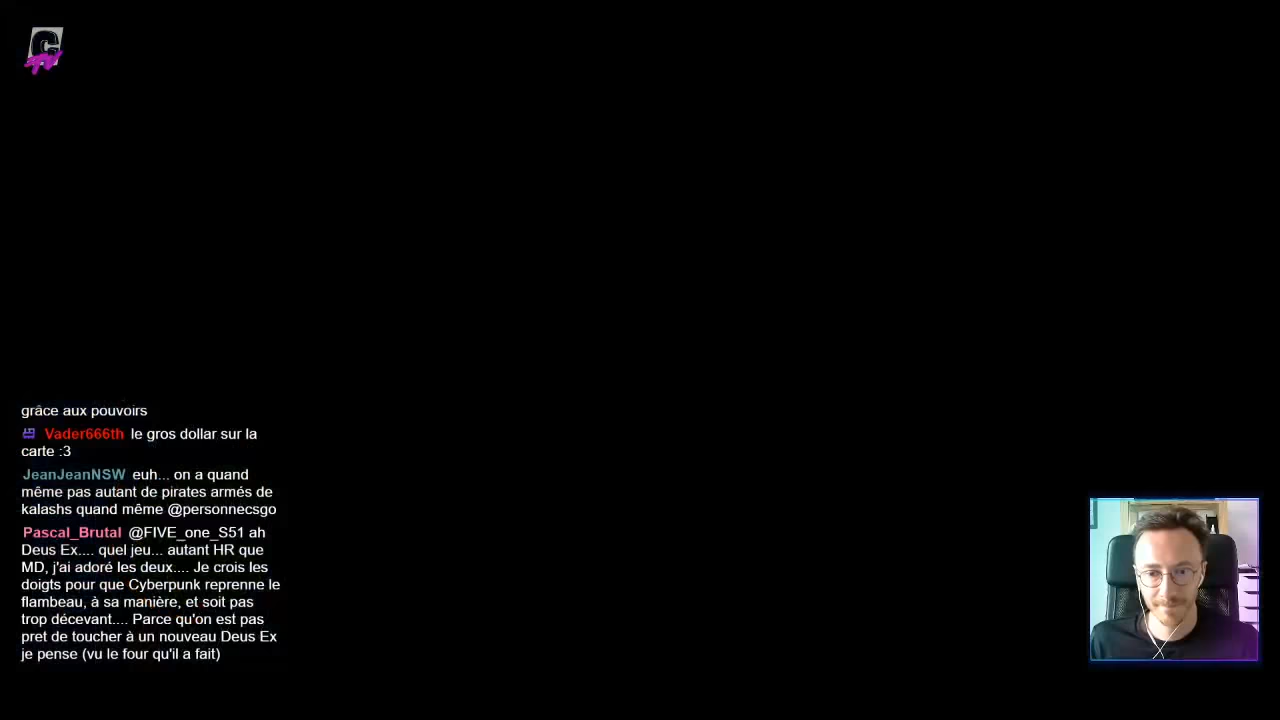 C
TV
grâce aux pouvoirs
Vader666th le gros dollar sur la
carte :3
JeanJeanNSW euh... on a quand
même pas autant de pirates armés de
kalashs quand même @personnecsgo
Pascal_Brutal @FIVE_one_S51 ah
Deus Ex.... quel jeu... autant HR que
MD, j'ai adoré les deux.... Je crois les
doigts pour que Cyberpunk reprenne le
flambeau, à sa manière, et soit pas
trop décevant.... Parce qu'on est pas
pret de toucher à un nouveau Deus Ex
je pense (vu le four qu'il a fait)